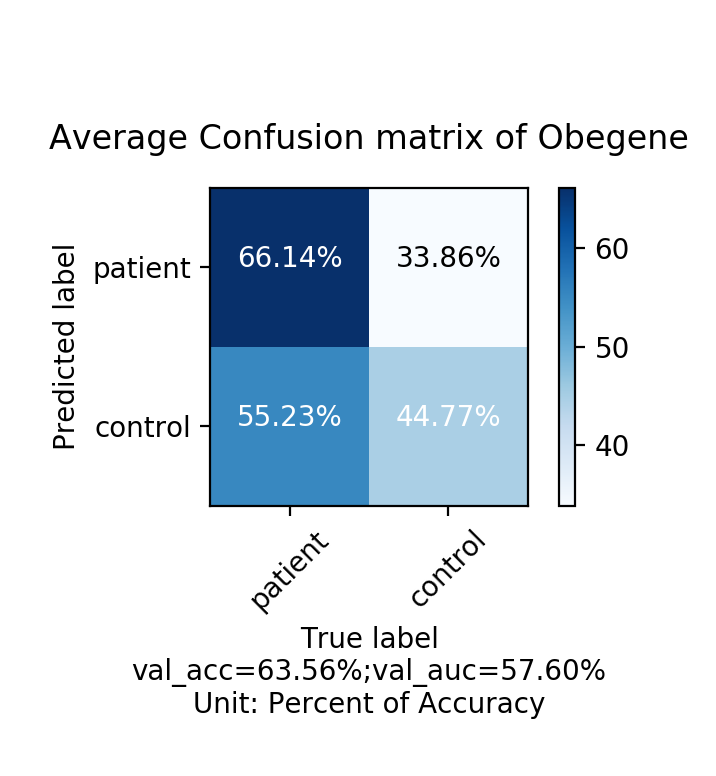 Average Confusion matrix of Obegene
Predicted label
patient
66.14%
33.86%
60
50
control
55.23%
44.77%
40
patient
control
True label
val_acc=63.56%;val_auc=57.60%
Unit: Percent of Accuracy